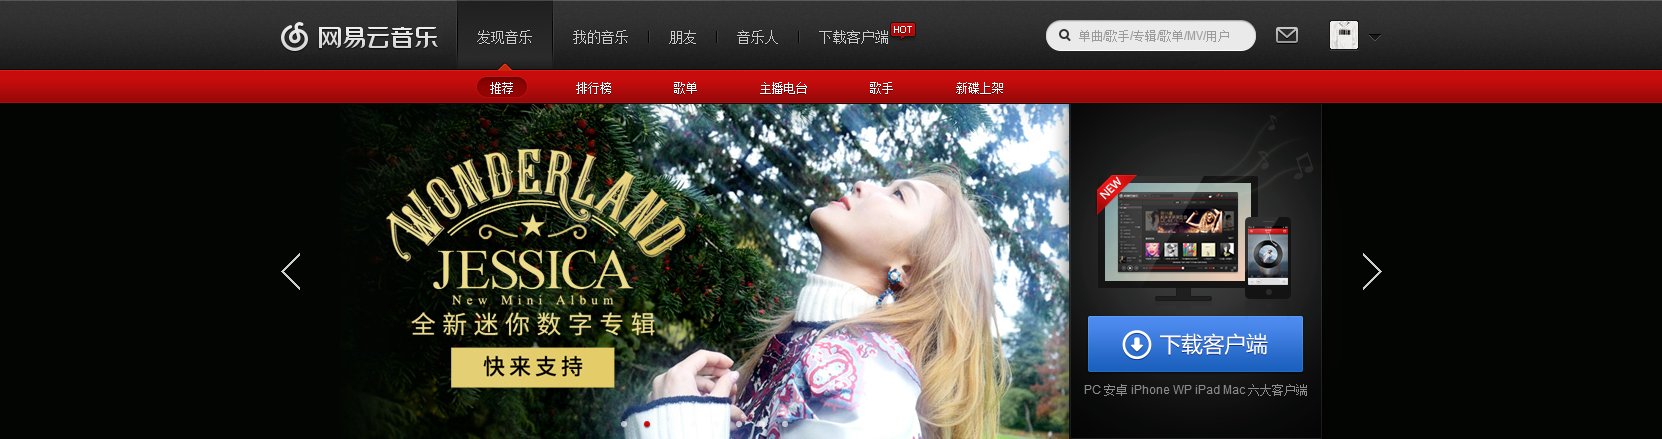 网易云音乐
发现音乐
我的音乐
朋友
音乐人
下载客户端
HOT
单曲/歌手/专辑/歌单/MV/用户
推荐
排行榜
歌单
主播电台
歌手
新碟上架
WONDERLAND
JESSICA
New Mini Album
全新迷你数字专辑
快来支持
NEW
下载客户端
PC 安卓 iPhone WP iPad Mac 六大客户端